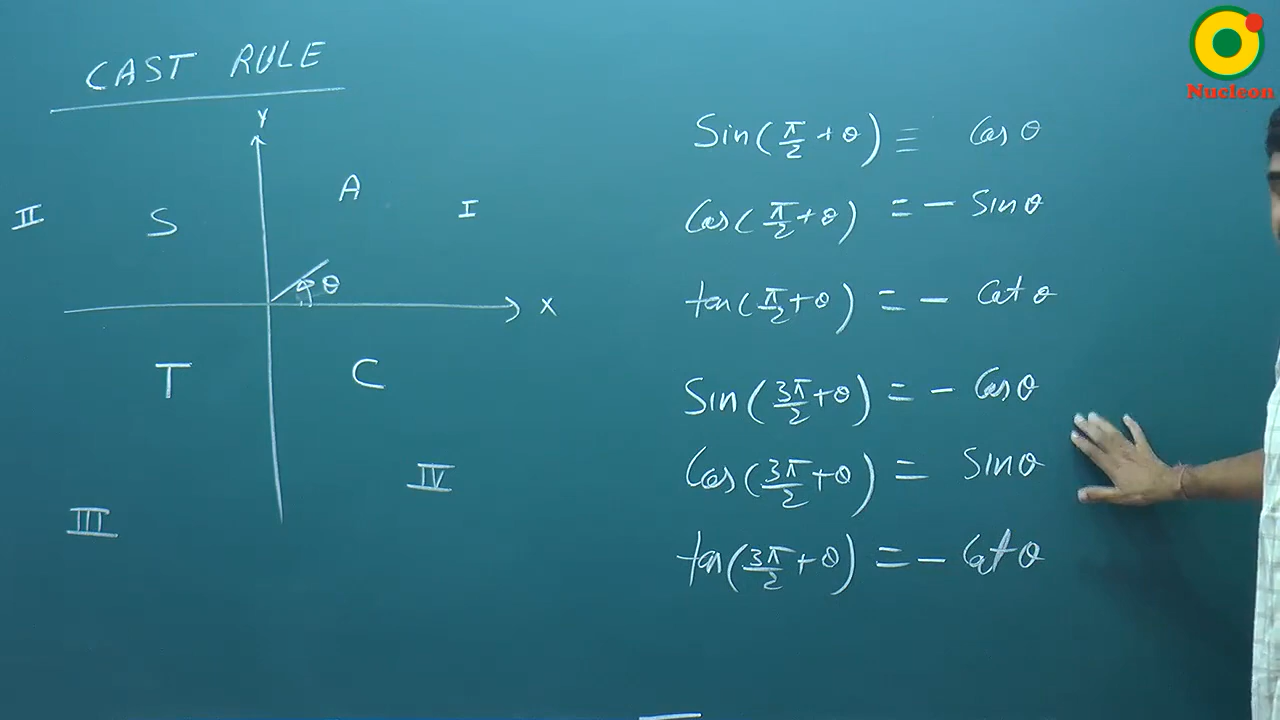 CAST RULE
Y
A
I
II
S
θ
X
T
C
IV
III
Sin(π/2 + θ) = Cos θ
Cos(π/2 + θ) = - Sin θ
tan(π/2 + θ) = - Cot θ
Sin(3π/2 + θ) = - Cos θ
Cos(3π/2 + θ) = Sin θ
tan(3π/2 + θ) = - Cot θ
Nucleon